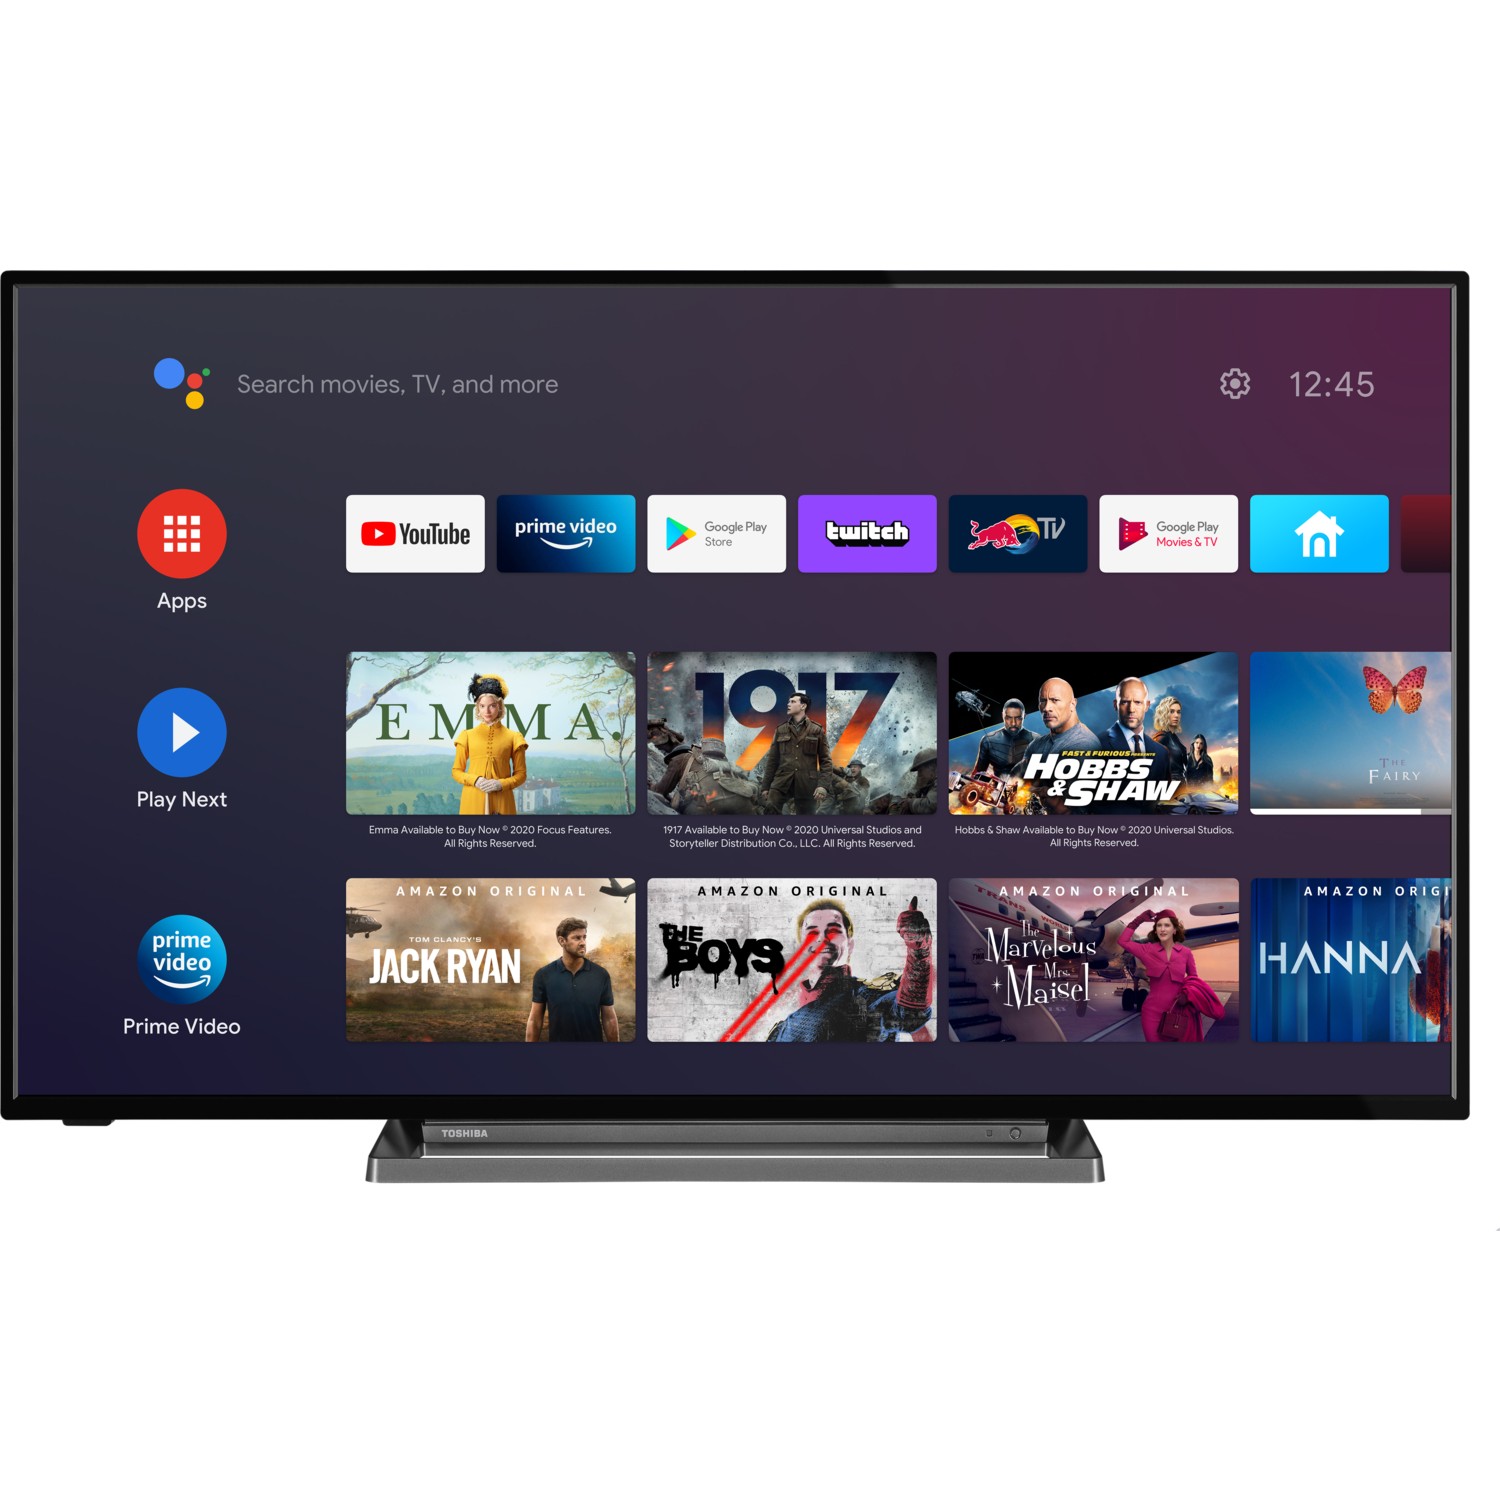 Search movies, TV, and more
12:45
Apps
YouTube
prime video
Google Play
Store
twitch
TV
Google Play
Movies & TV
Play Next
EMMA.
1917
FAST & FURIOUS PRESENTS
HOBBS
& SHAW
THE
FAIRY
Emma Available to Buy Now © 2020 Focus Features.
All Rights Reserved.
1917 Available to Buy Now © 2020 Universal Studios and
Storyteller Distribution Co., LLC. All Rights Reserved.
Hobbs & Shaw Available to Buy Now © 2020 Universal Studios.
All Rights Reserved.
prime
video
Prime Video
AMAZON ORIGINAL
TOM CLANCY'S
JACK RYAN
AMAZON ORIGINAL
THE
BOYS
AMAZON ORIGINAL
The
Marvelous
Mrs.
Maisel
AMAZON ORIGI
HANNA
TOSHIBA